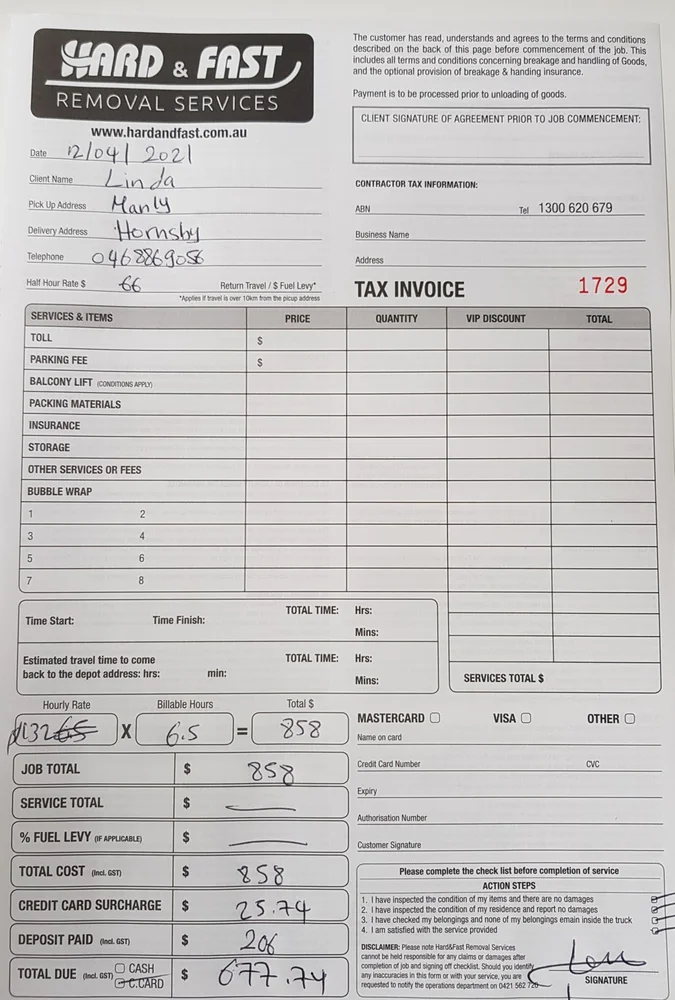 HARD & FAST
REMOVAL SERVICES
www.hardandfast.com.au
The customer has read, understands and agrees to the terms and conditions
described on the back of this page before commencement of the job. This
includes all terms and conditions concerning breakage and handling of Goods,
and the optional provision of breakage & handing insurance.
Payment is to be processed prior to unloading of goods.
CLIENT SIGNATURE OF AGREEMENT PRIOR TO JOB COMMENCEMENT:
Date 12/04/2021
Client Name Linda
Pick Up Address Manly
Delivery Address Hornsby
Telephone 0468869056
Half Hour Rate $ 66 Return Travel / $ Fuel Levy*
*Applies if travel is over 10km from the picup address
CONTRACTOR TAX INFORMATION:
ABN Tel 1300 620 679
Business Name
Address
TAX INVOICE 1729
SERVICES & ITEMS PRICE QUANTITY VIP DISCOUNT TOTAL
TOLL $
PARKING FEE $
BALCONY LIFT (CONDITIONS APPLY)
PACKING MATERIALS
INSURANCE
STORAGE
OTHER SERVICES OR FEES
BUBBLE WRAP
1 2
3 4
5 6
7 8
Time Start: Time Finish: TOTAL TIME: Hrs:
Mins:
Estimated travel time to come
back to the depot address: hrs: min: TOTAL TIME: Hrs:
Mins:
SERVICES TOTAL $
Hourly Rate Billable Hours Total $
X 6.5 = 858
JOB TOTAL $ 858
SERVICE TOTAL $ —
% FUEL LEVY (IF APPLICABLE) $ —
TOTAL COST (Incl. GST) $ 858
CREDIT CARD SURCHARGE $ 25.74
DEPOSIT PAID (Incl. GST) $ 206
TOTAL DUE (Incl. GST) CASH C.CARD $ 677.74
MASTERCARD VISA OTHER
Name on card
Credit Card Number CVC
Expiry
Authorisation Number
Customer Signature
Please complete the check list before completion of service
ACTION STEPS
1. I have inspected the condition of my items and there are no damages
2. I have inspected the condition of my residence and report no damages
3. I have checked my belongings and none of my belongings emain inside the truck
4. I am satisfied with the service provided
DISCLAIMER: Please note Hard&Fast Removal Services
cannot be held responsible for any claims or damages after
completion of job and signing off checklist. Should you identify
any inaccuracies in this form or with your service, you are
requested to notify the operations department on 0421 562
SIGNATURE